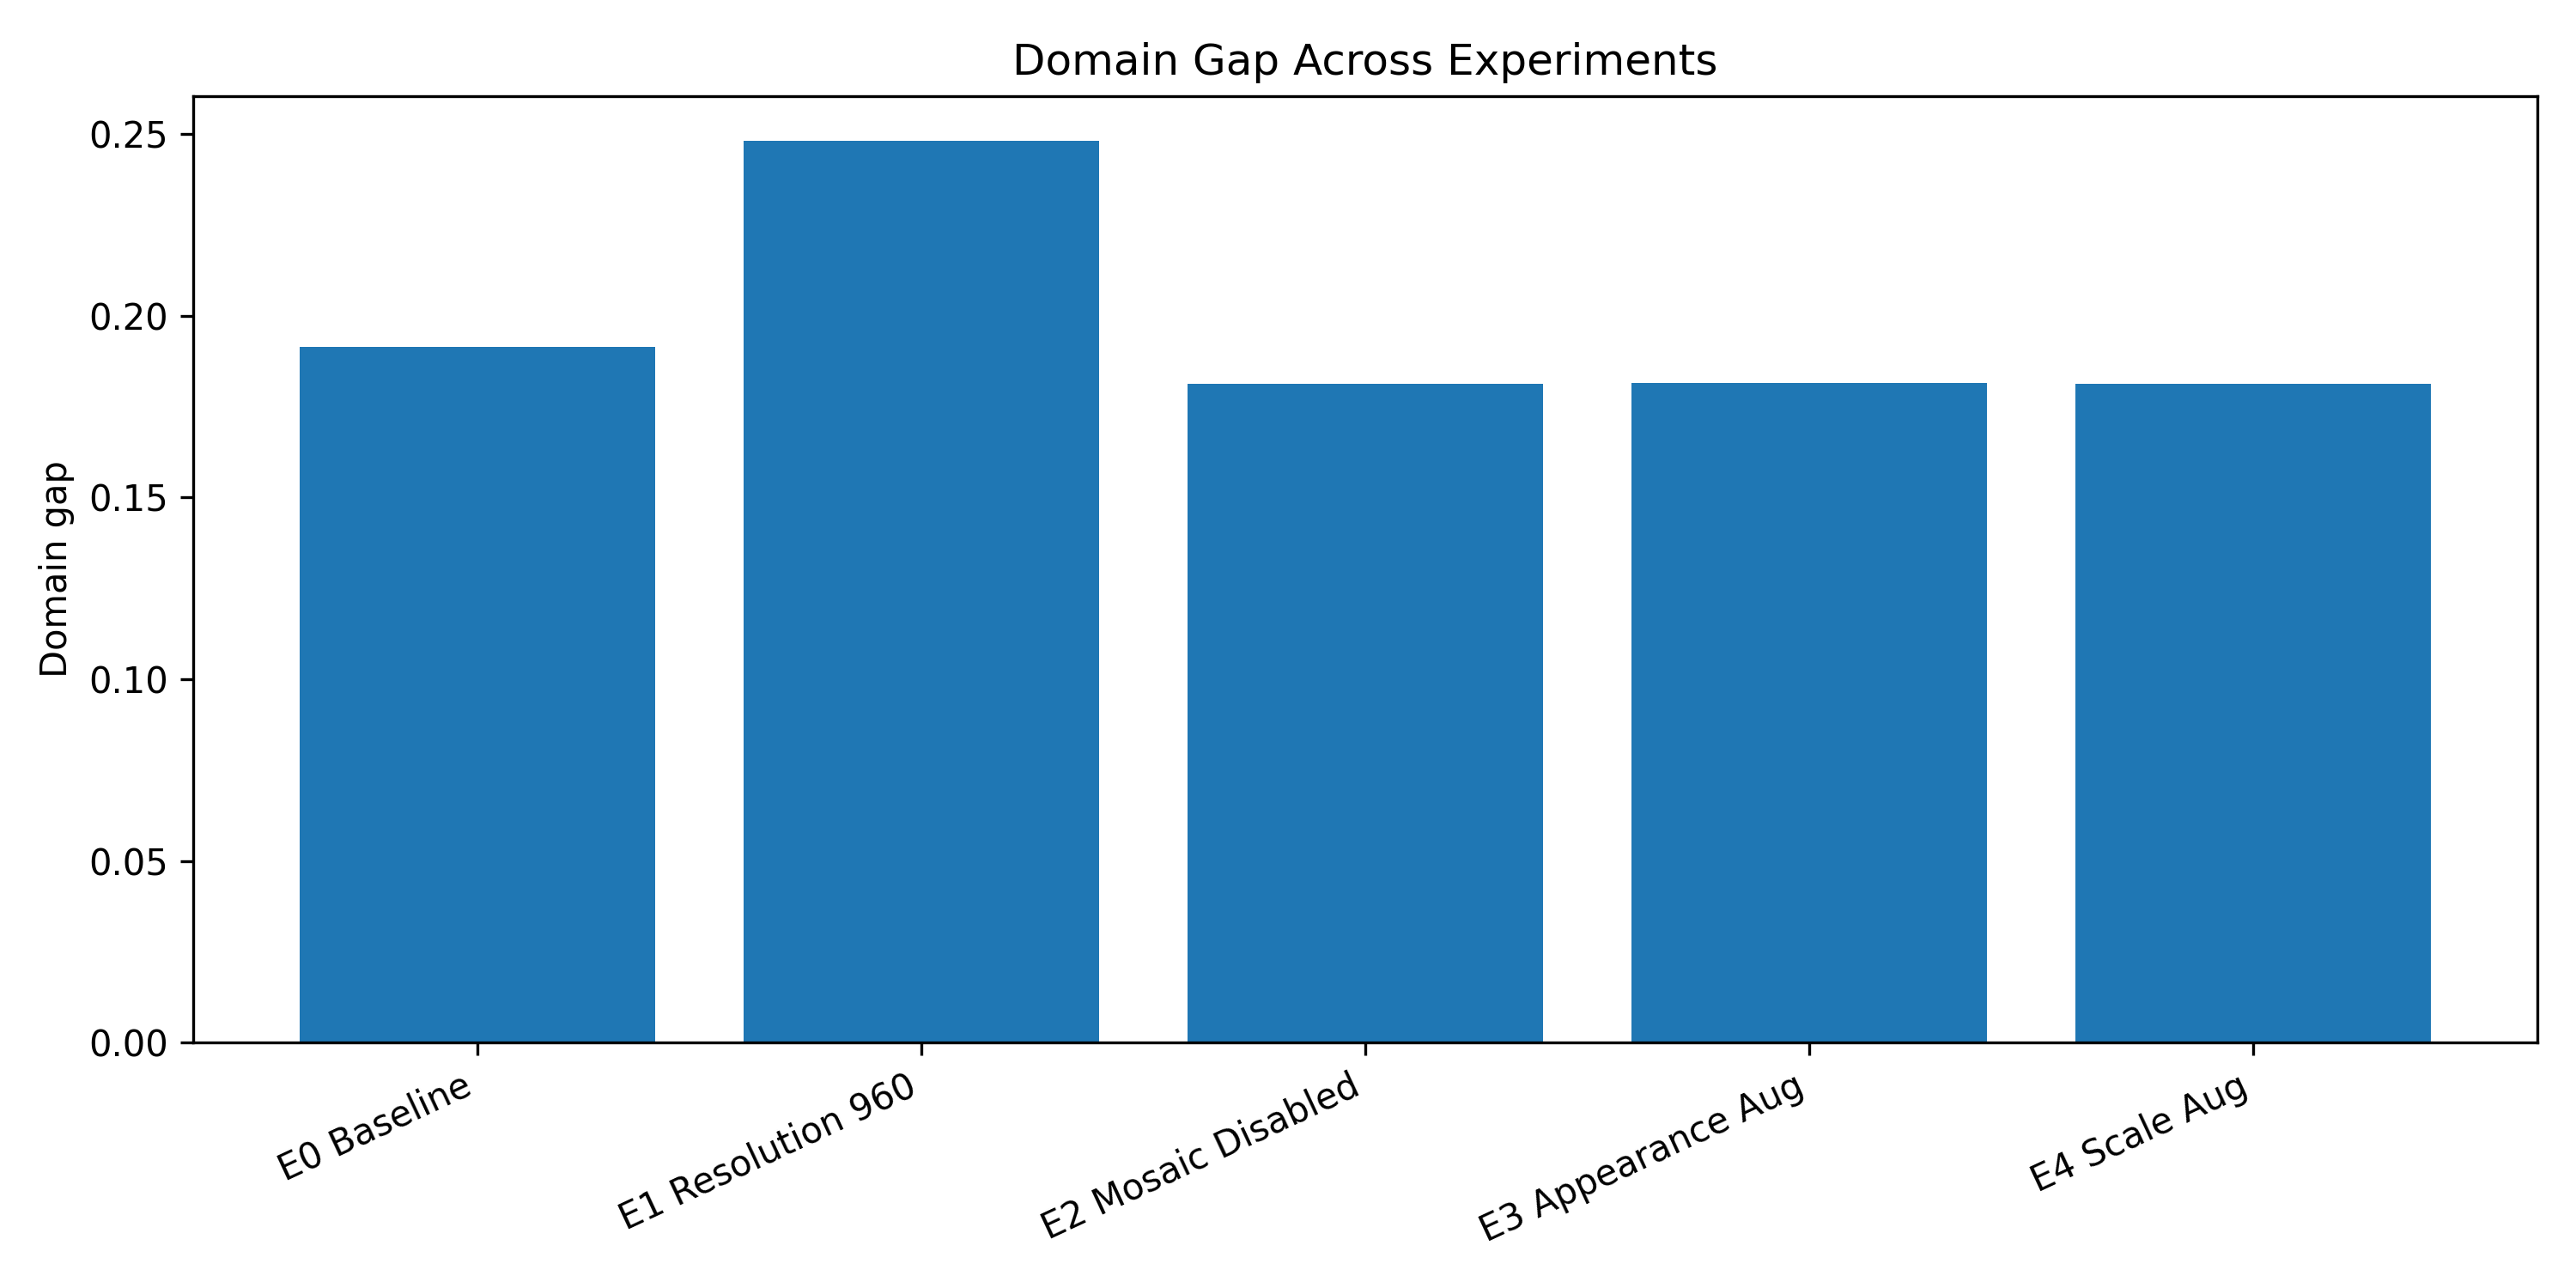 Domain Gap Across Experiments
Domain gap
0.25
0.20
0.15
0.10
0.05
0.00
E0 Baseline
E1 Resolution 960
E2 Mosaic Disabled
E3 Appearance Aug
E4 Scale Aug